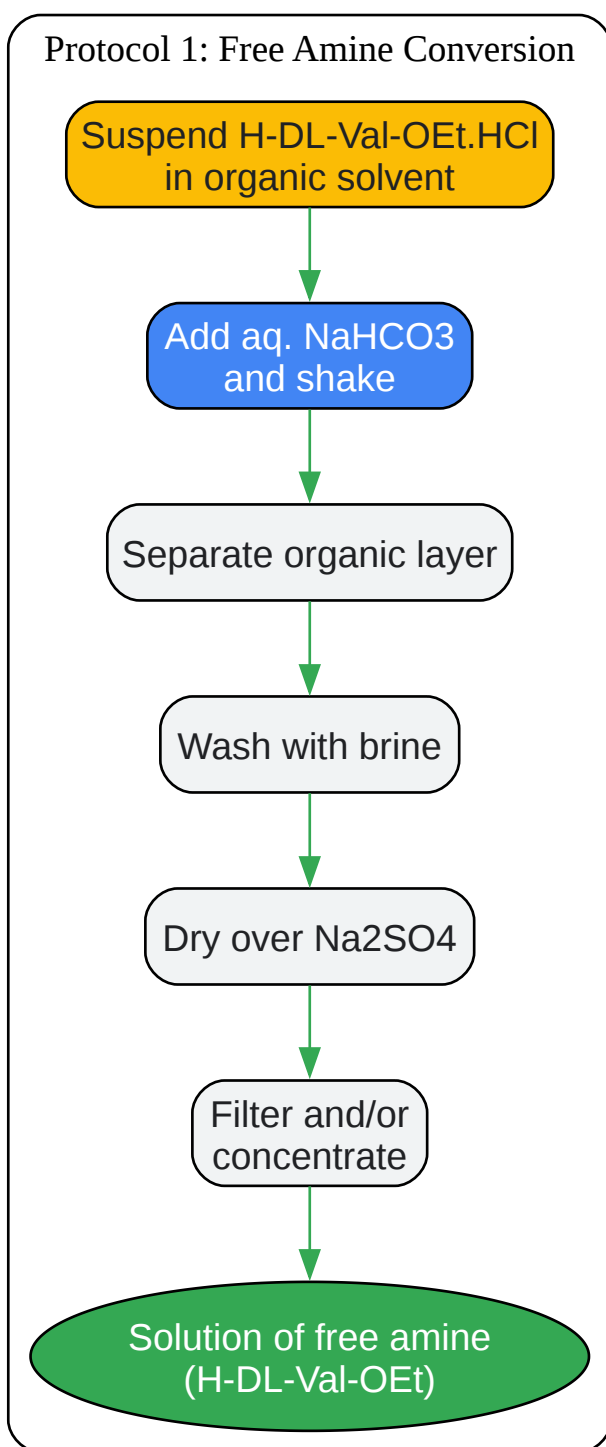 Protocol 1: Free Amine Conversion
Suspend H-DL-Val-OEt.HCl
in organic solvent
Add aq. NaHCO3
and shake
Separate organic layer
Wash with brine
Dry over Na2SO4
Filter and/or
concentrate
Solution of free amine
(H-DL-Val-OEt)